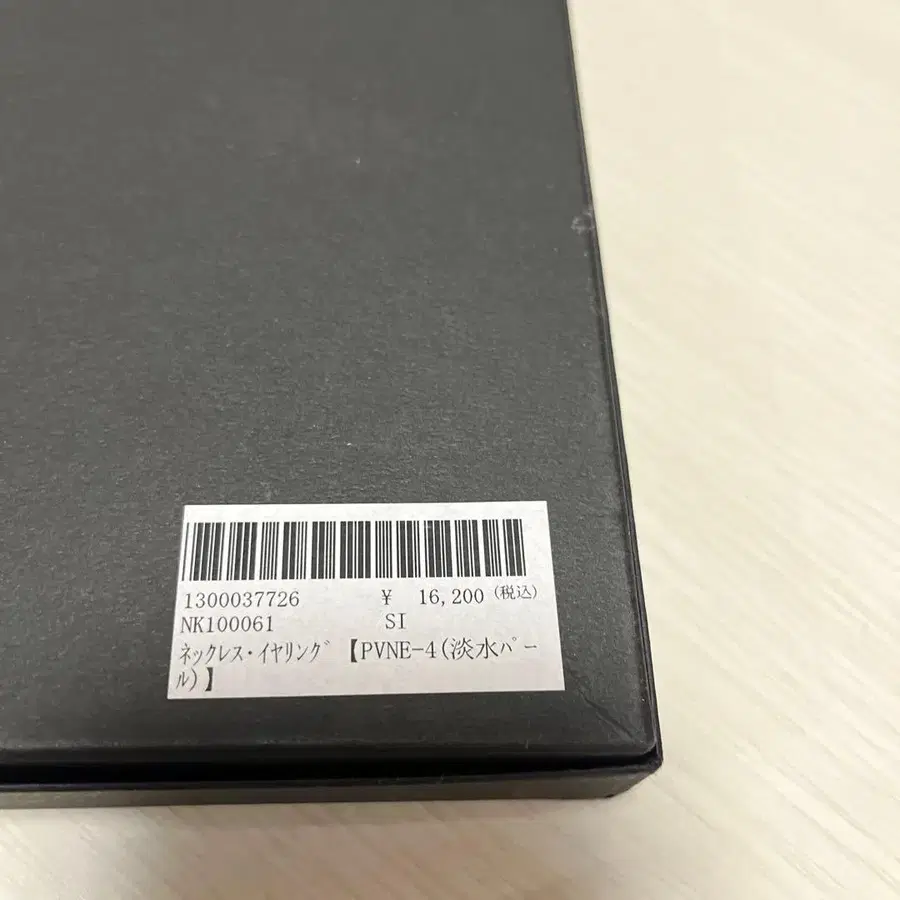 1300037726 ¥ 16,200 (税込)
NK100061 SI
ネックレス・イヤリング 【PVNE-4(淡水パー
ル)】